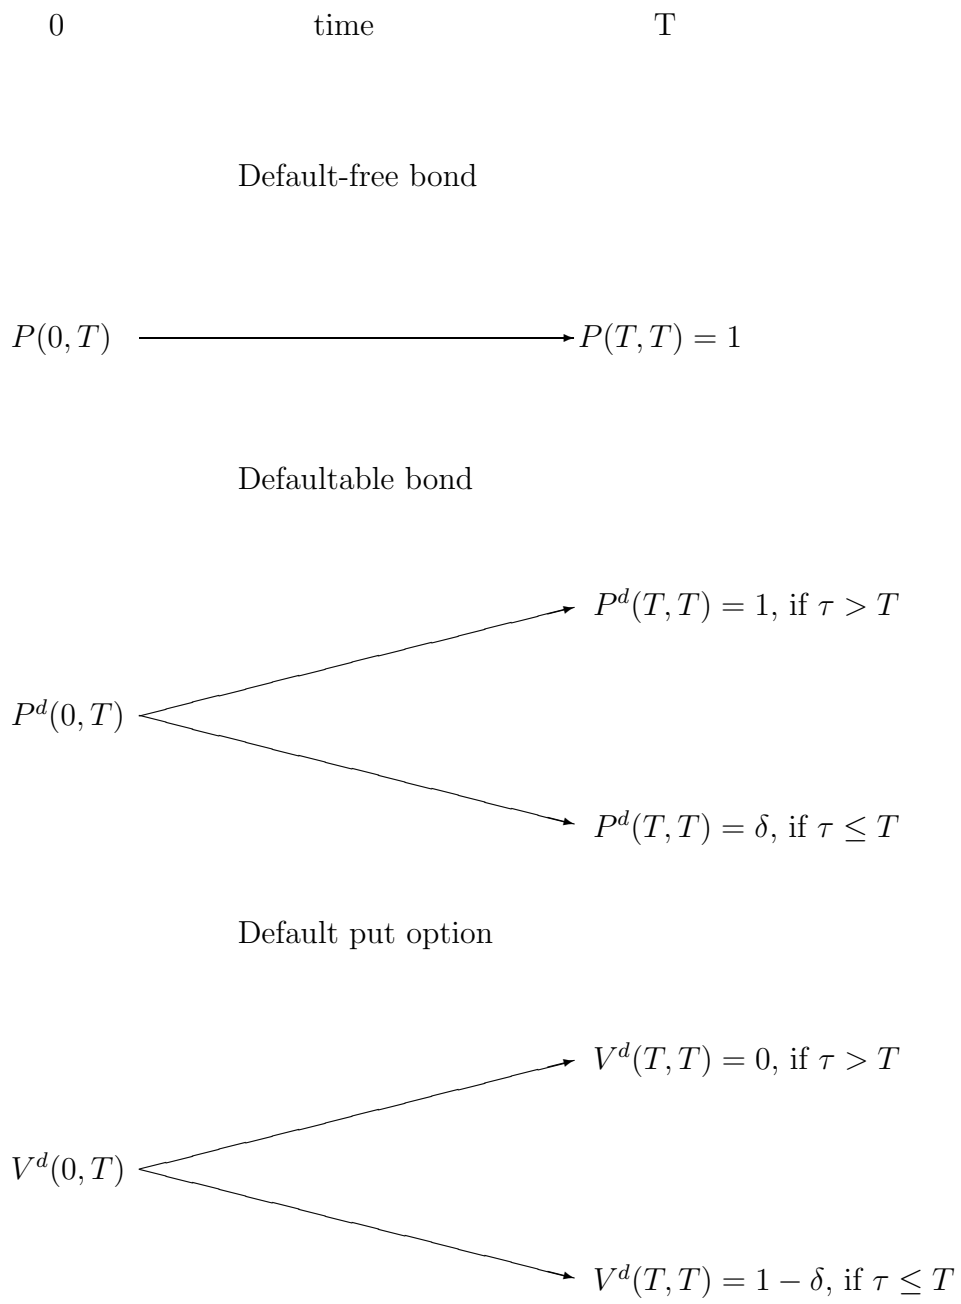 0 time T
Default-free bond
P(0, T) P(T, T) = 1
Defaultable bond
P^d(T, T) = 1, if τ > T
P^d(0, T)
P^d(T, T) = δ, if τ ≤ T
Default put option
V^d(T, T) = 0, if τ > T
V^d(0, T)
V^d(T, T) = 1 − δ, if τ ≤ T